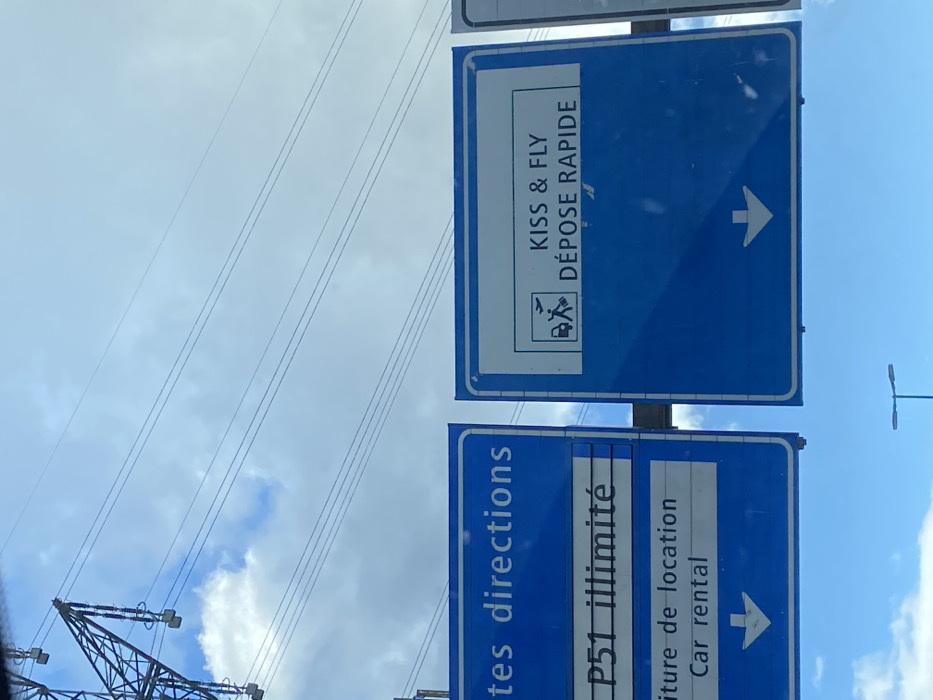 tes directions
P51 illimité
iture de location
Car rental
KISS & FLY
DÉPOSE RAPIDE